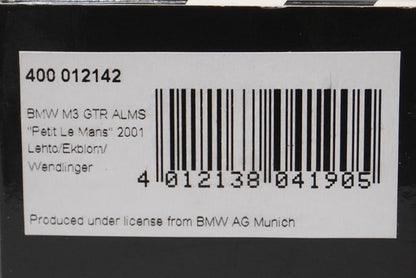 400 012142
BMW M3 GTR ALMS
"Petit Le Mans" 2001
Lehto/Ekblom/
Wendlinger
4 012138 041905
Produced under license from BMW AG Munich